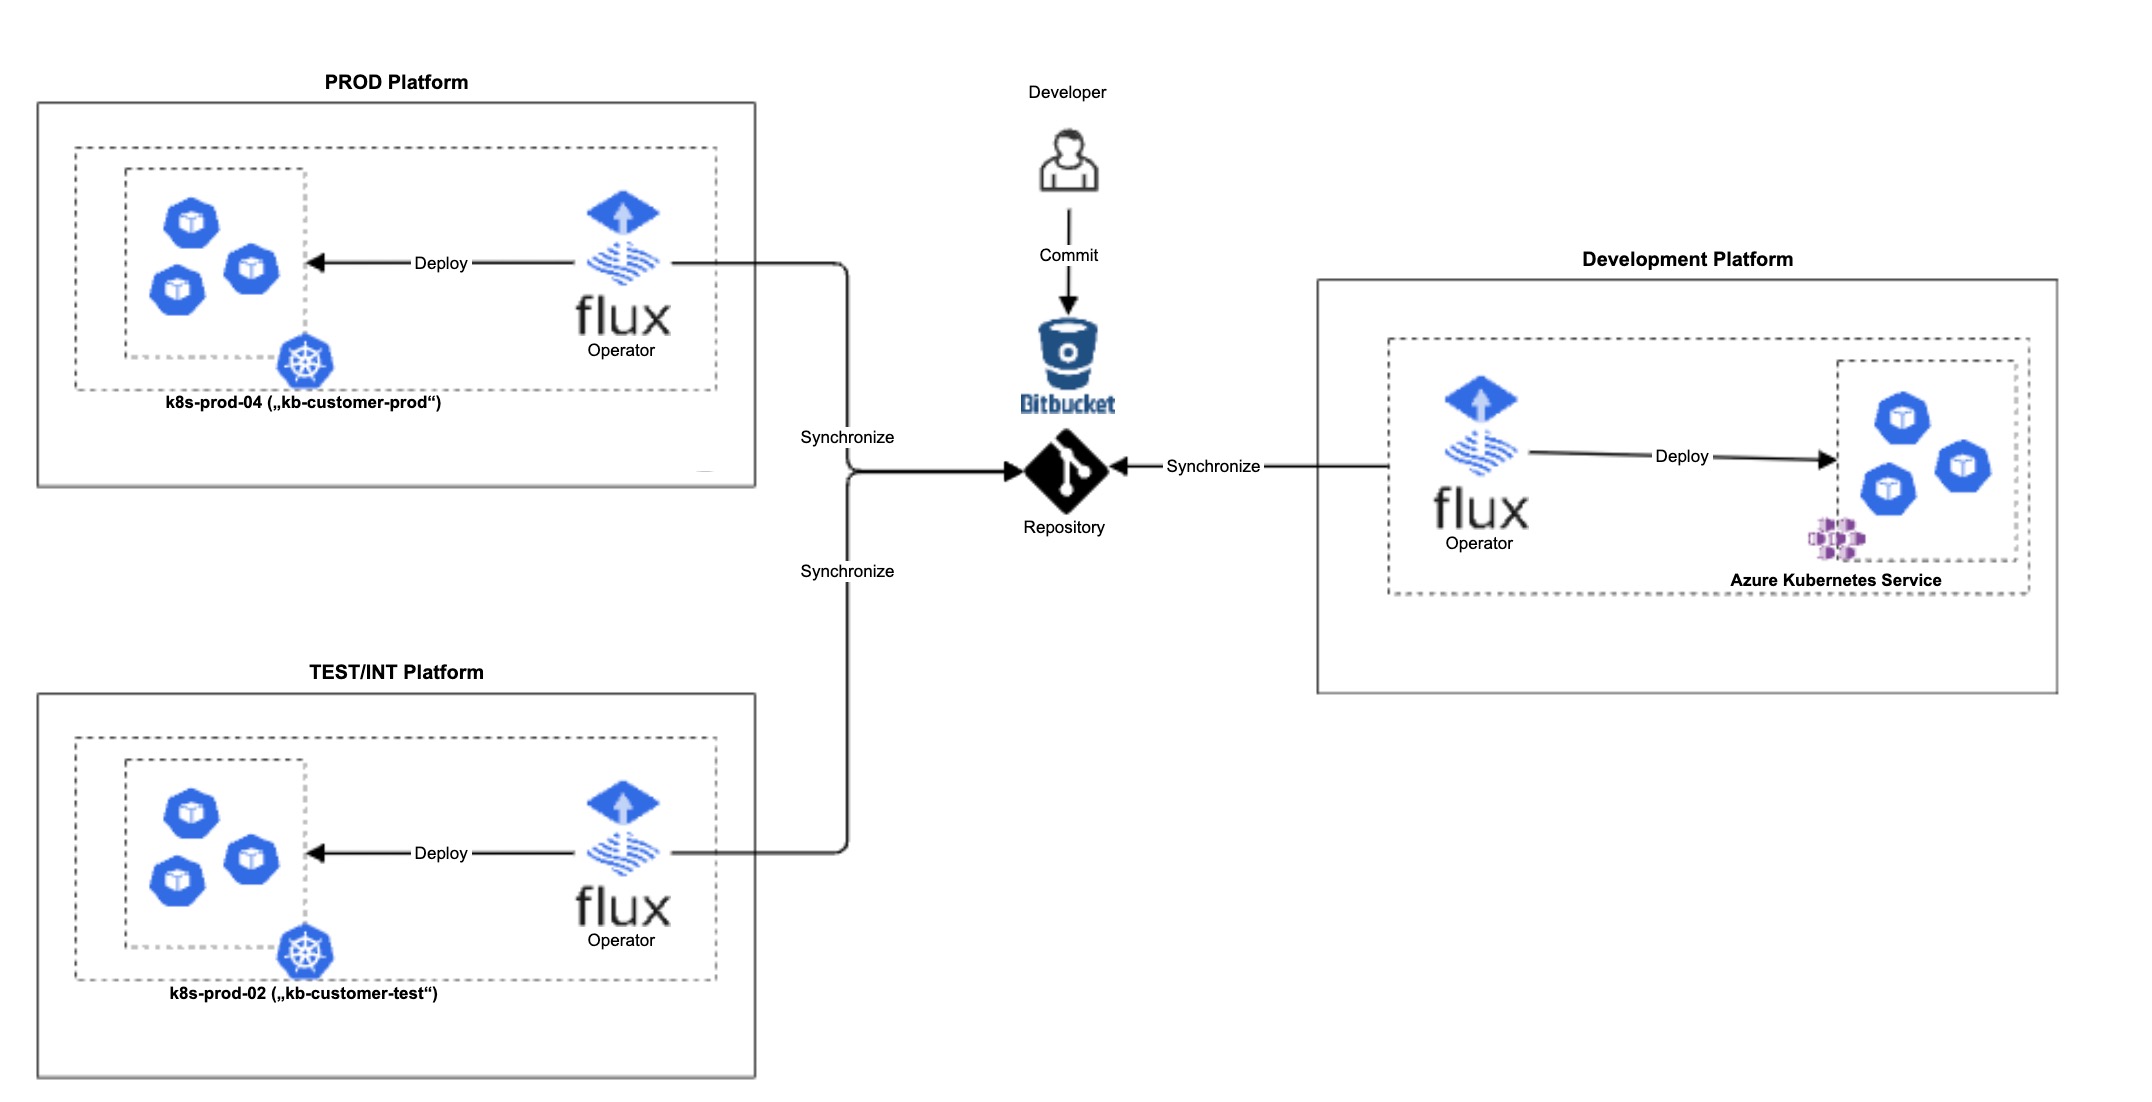 PROD Platform
Deploy
flux
Operator
k8s-prod-04 („kb-customer-prod“)
Developer
Commit
Bitbucket
Repository
Synchronize
Synchronize
Synchronize
Development Platform
flux
Operator
Deploy
Azure Kubernetes Service
TEST/INT Platform
Deploy
flux
Operator
k8s-prod-02 („kb-customer-test“)